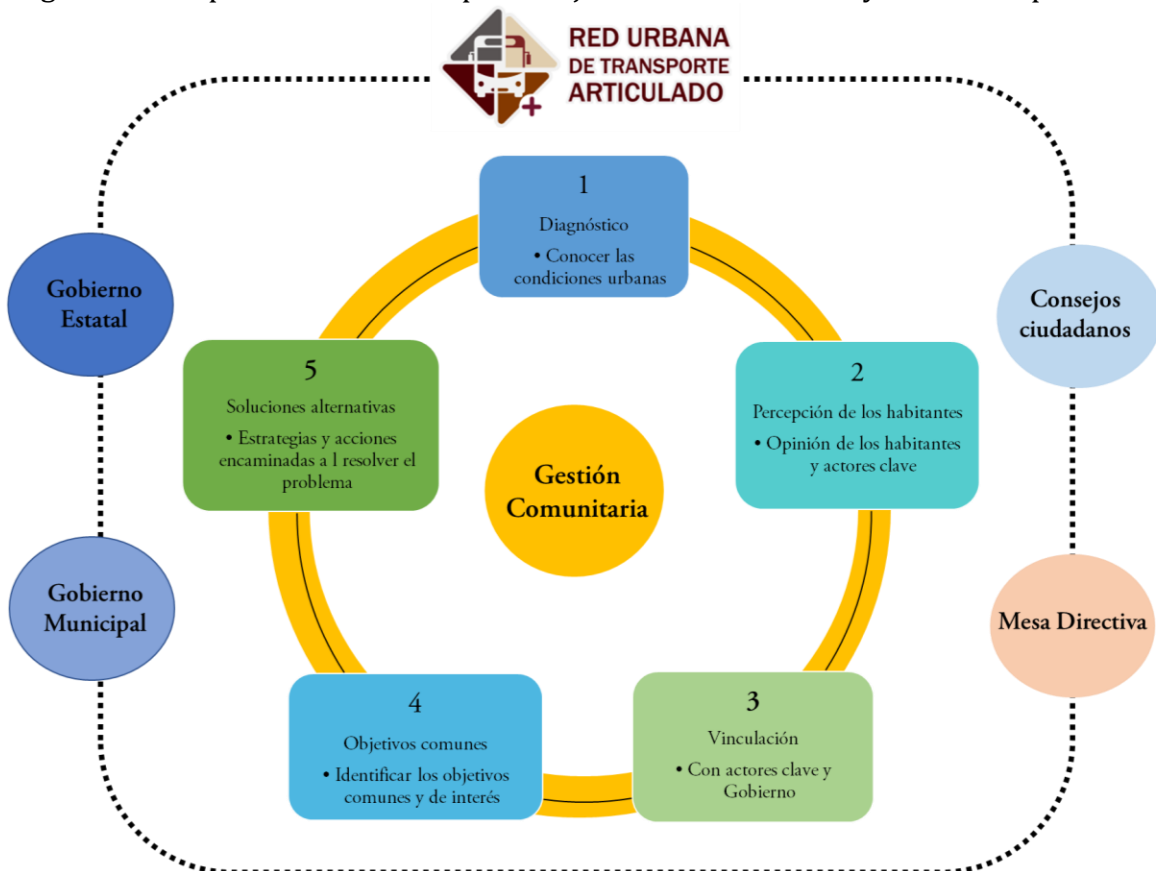 RED URBANA
DE TRANSPORTE
ARTICULADO
1
Diagnóstico
• Conocer las
condiciones urbanas
Gobierno
Estatal
Consejos
ciudadanos
5
Soluciones alternativas
• Estrategias y acciones
encaminadas a l resolver el
problema
2
Percepción de los habitantes
• Opinión de los habitantes
y actores clave
Gestión
Comunitaria
Gobierno
Municipal
Mesa Directiva
4
Objetivos comunes
• Identificar los objetivos
comunes y de interés
3
Vinculación
• Con actores clave y
Gobierno